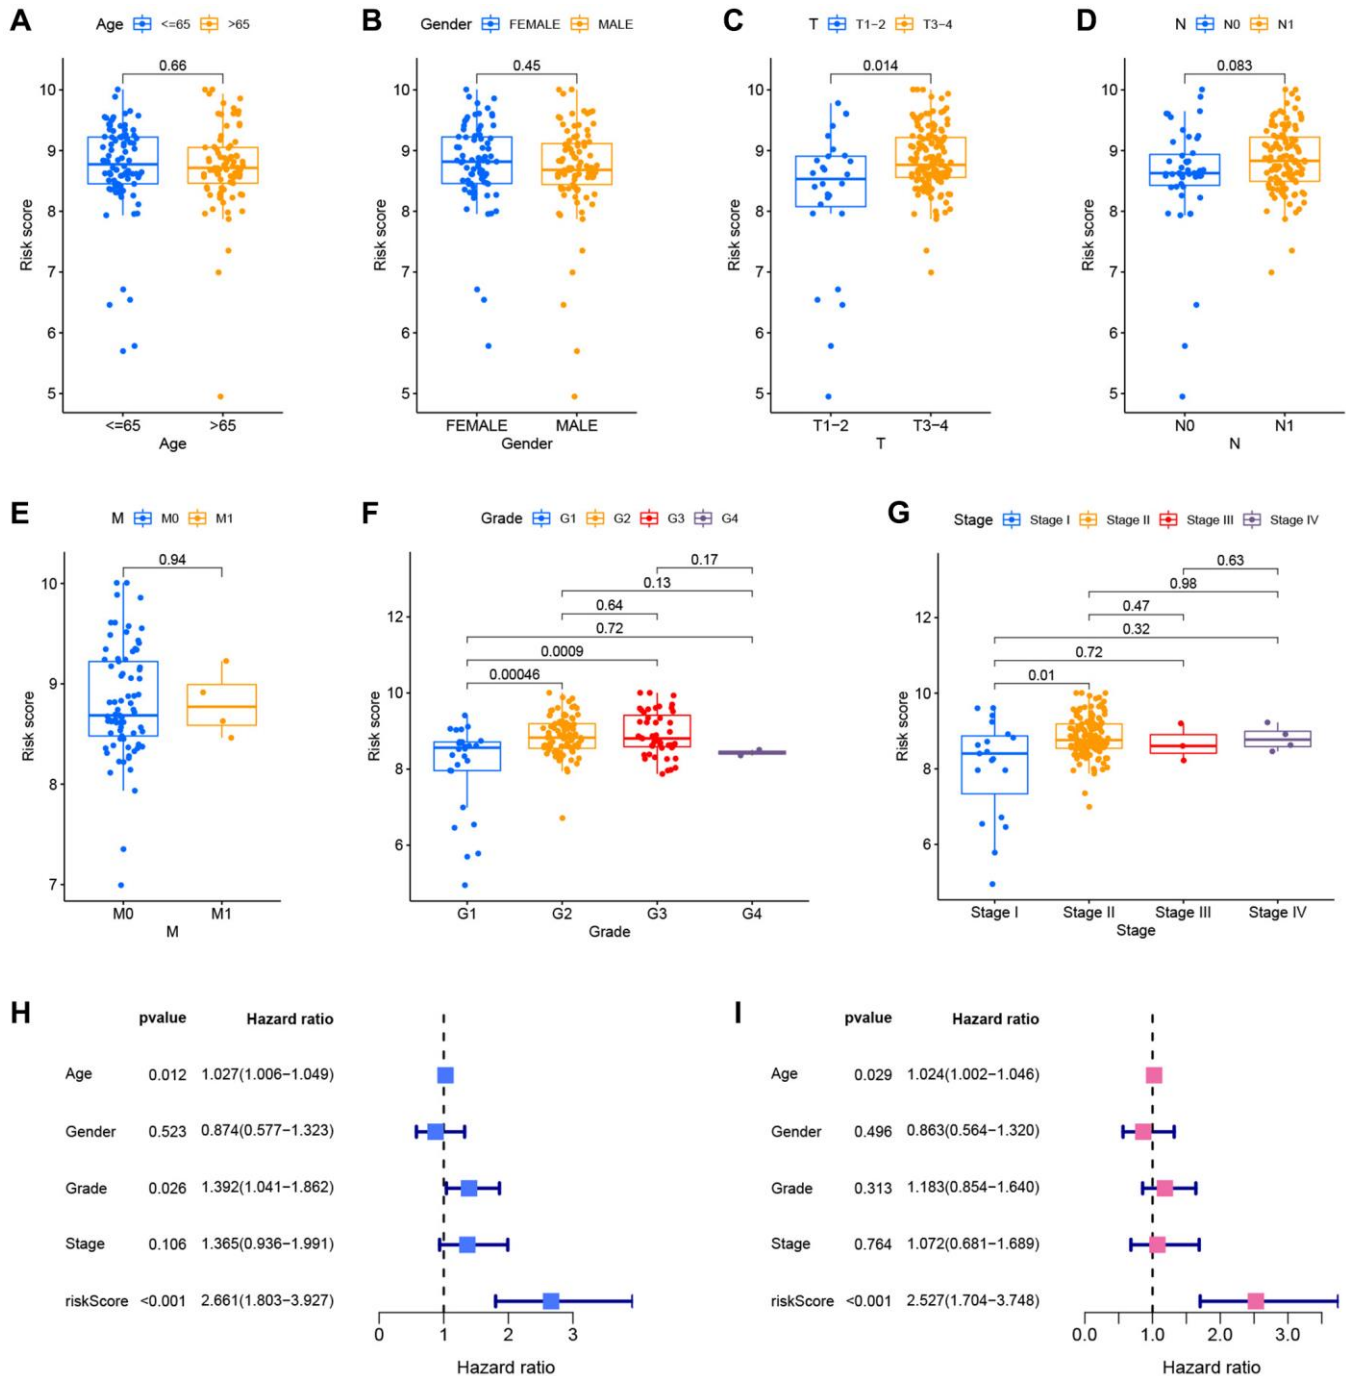 A
Age <=65 >65
0.66
10
9
8
7
6
5
Risk score
<=65 >65
Age
B
Gender FEMALE MALE
0.45
10
9
8
7
6
5
Risk score
FEMALE MALE
Gender
C
T T1−2 T3−4
0.014
10
9
8
7
6
5
Risk score
T1−2 T3−4
T
D
N N0 N1
0.083
10
9
8
7
6
5
Risk score
N0 N1
N
E
M M0 M1
0.94
10
9
8
7
Risk score
M0 M1
M
F
Grade G1 G2 G3 G4
0.17
0.13
0.64
0.72
0.0009
0.00046
12
10
8
6
Risk score
G1 G2 G3 G4
Grade
G
Stage Stage I Stage II Stage III Stage IV
0.63
0.98
0.47
0.32
0.72
0.01
12
10
8
6
Risk score
Stage I Stage II Stage III Stage IV
Stage
H
pvalue Hazard ratio
Age 0.012 1.027(1.006−1.049)
Gender 0.523 0.874(0.577−1.323)
Grade 0.026 1.392(1.041−1.862)
Stage 0.106 1.365(0.936−1.991)
riskScore <0.001 2.661(1.803−3.927)
0 1 2 3
Hazard ratio
I
pvalue Hazard ratio
Age 0.029 1.024(1.002−1.046)
Gender 0.496 0.863(0.564−1.320)
Grade 0.313 1.183(0.854−1.640)
Stage 0.764 1.072(0.681−1.689)
riskScore <0.001 2.527(1.704−3.748)
0.0 1.0 2.0 3.0
Hazard ratio